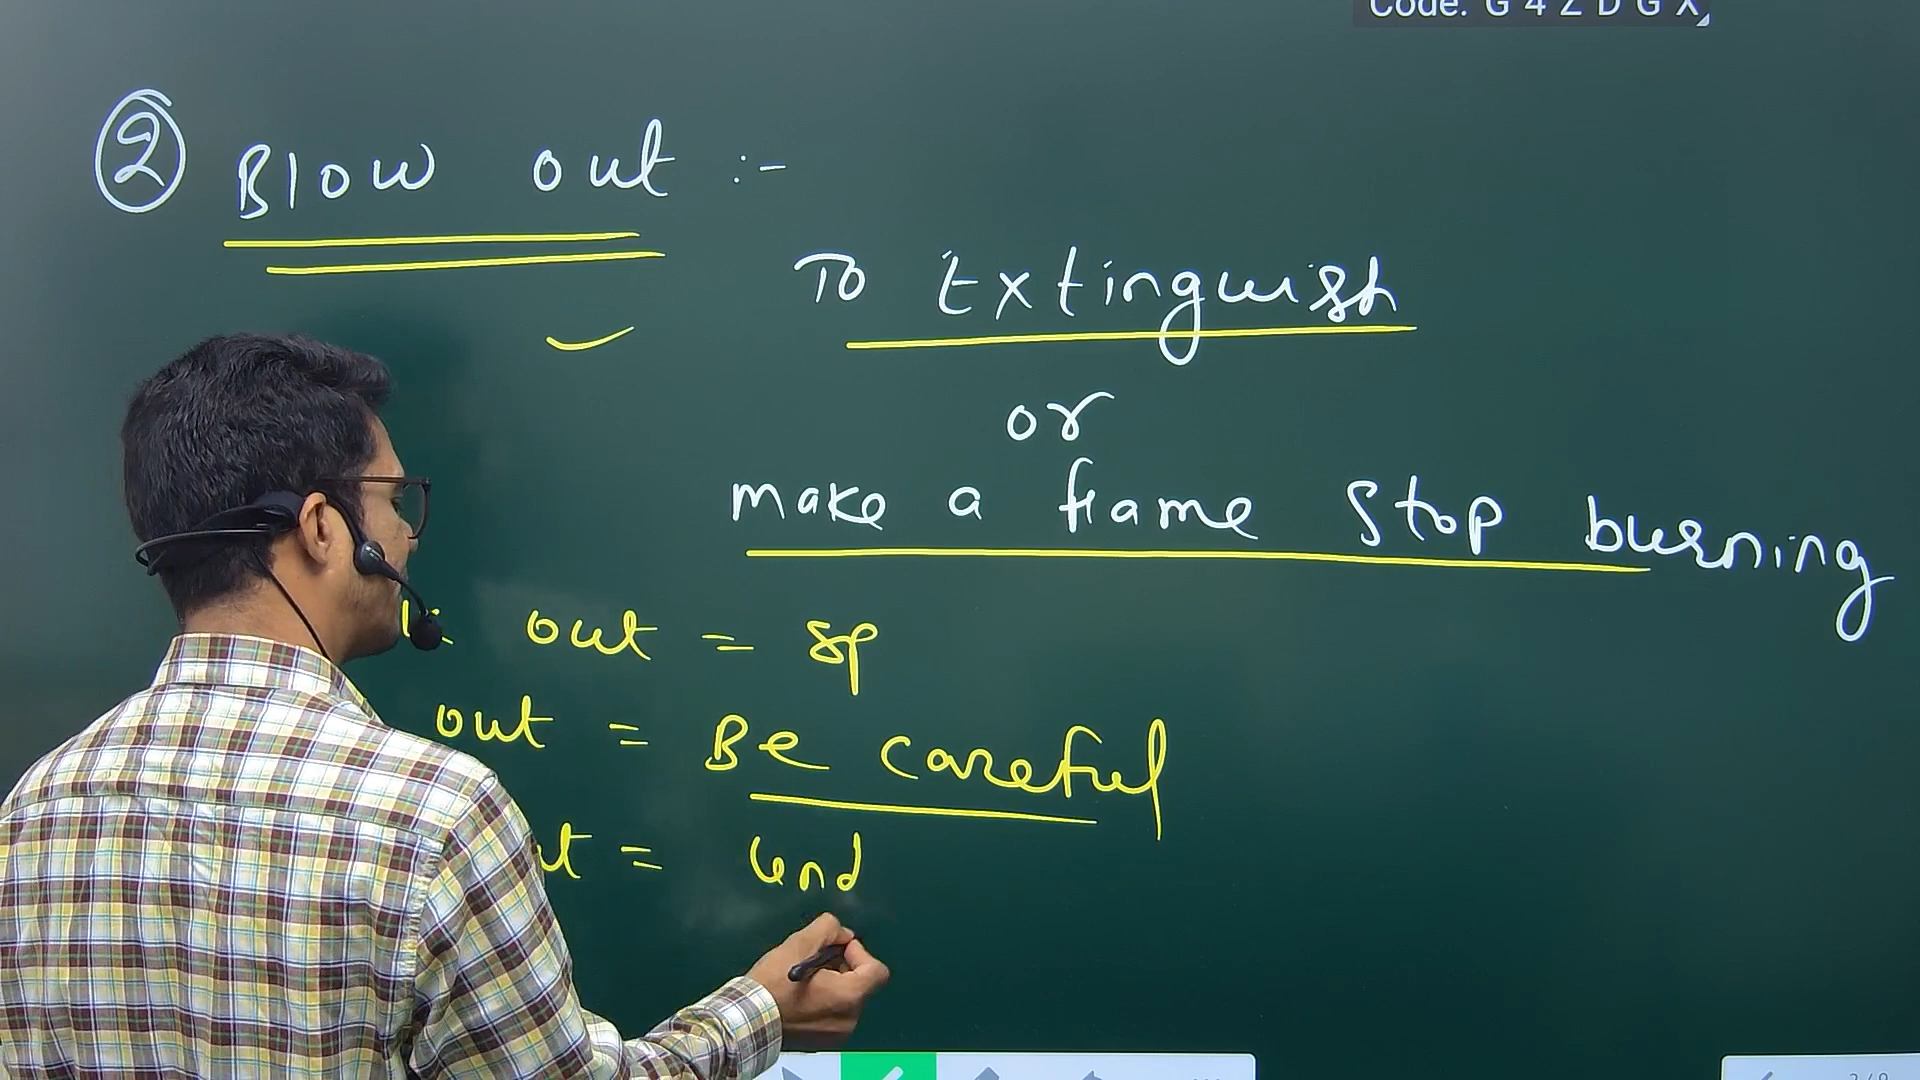 Code: G 4 Z D G X
2 Blow out :-
To Extinguish
or
make a flame stop burning
out = sp
out = Be careful
= end